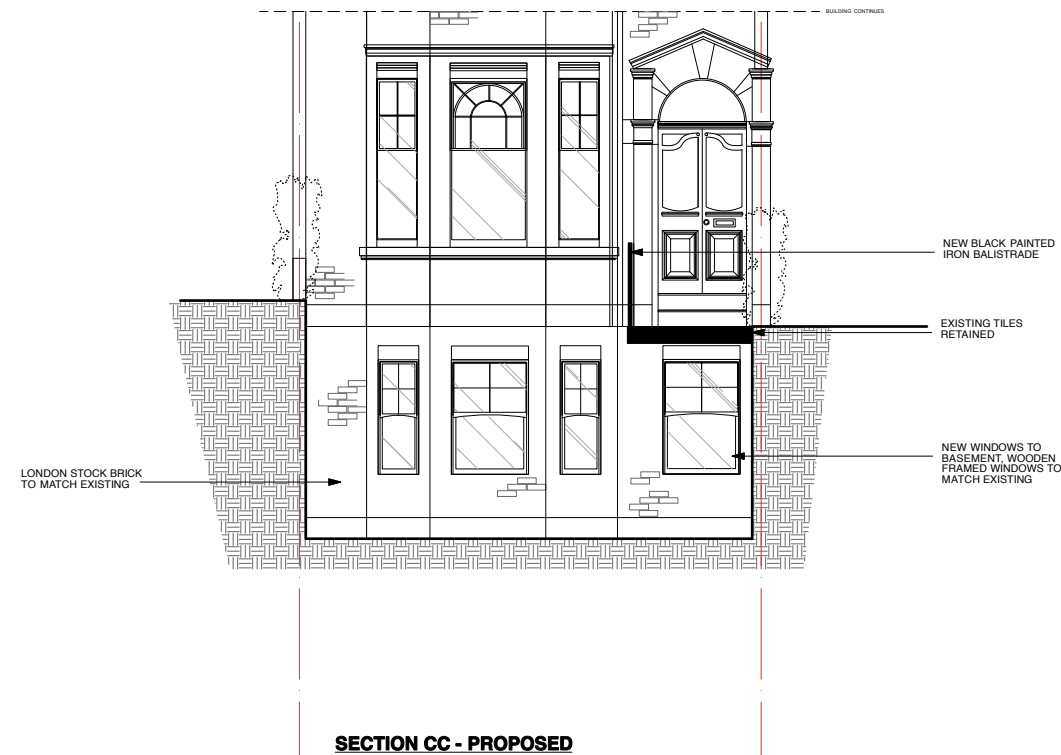 BUILDING CONTINUES
NEW BLACK PAINTED
IRON BALISTRADE
EXISTING TILES
RETAINED
NEW WINDOWS TO
BASEMENT, WOODEN
FRAMED WINDOWS TO
MATCH EXISTING
LONDON STOCK BRICK
TO MATCH EXISTING
SECTION CC - PROPOSED